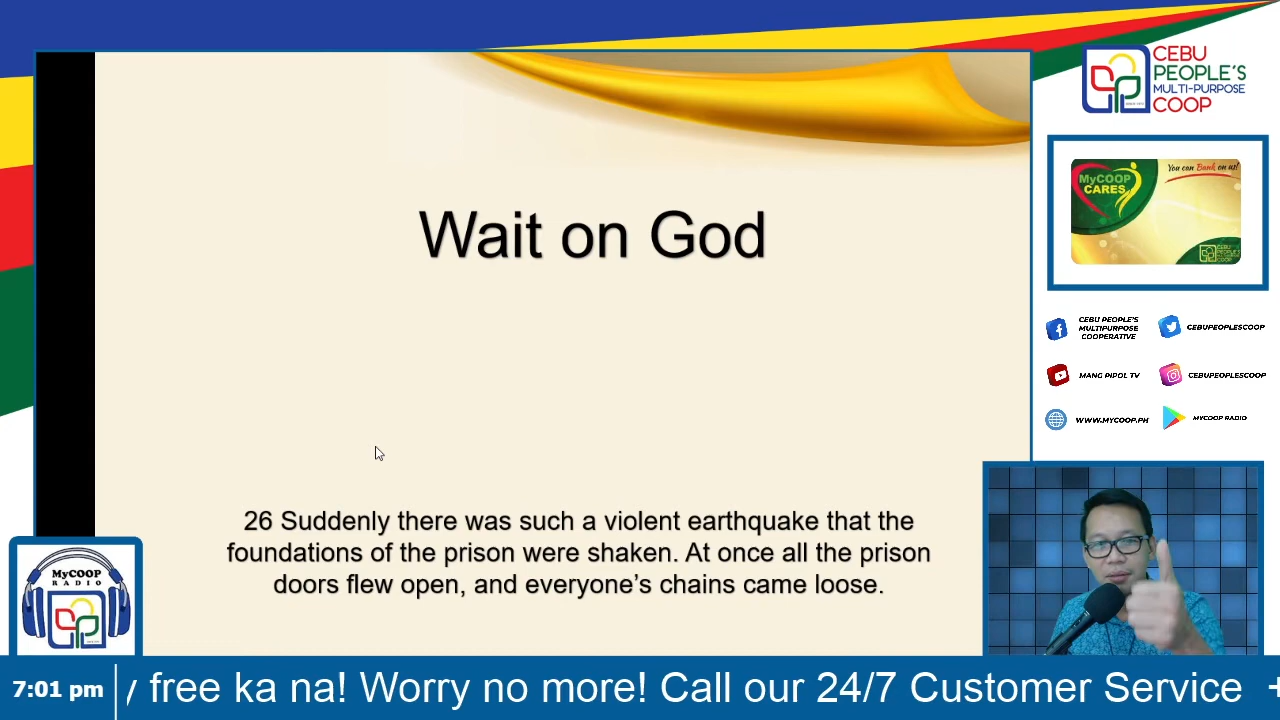 CEBU
PEOPLE'S
MULTI-PURPOSE
COOP
You can Bank on us!
MyCOOP
CARES
Wait on God
CEBU PEOPLE'S
MULTIPURPOSE
COOPERATIVE
CEBUPEOPLESCOOP
MANG PIPOL TV
CEBUPEOPLESCOOP
WWW.MYCOOP.PH
MYCOOP RADIO
26 Suddenly there was such a violent earthquake that the
foundations of the prison were shaken. At once all the prison
doors flew open, and everyone's chains came loose.
MyCOOP
RADIO
7:01 pm
free ka na! Worry no more! Call our 24/7 Customer Service